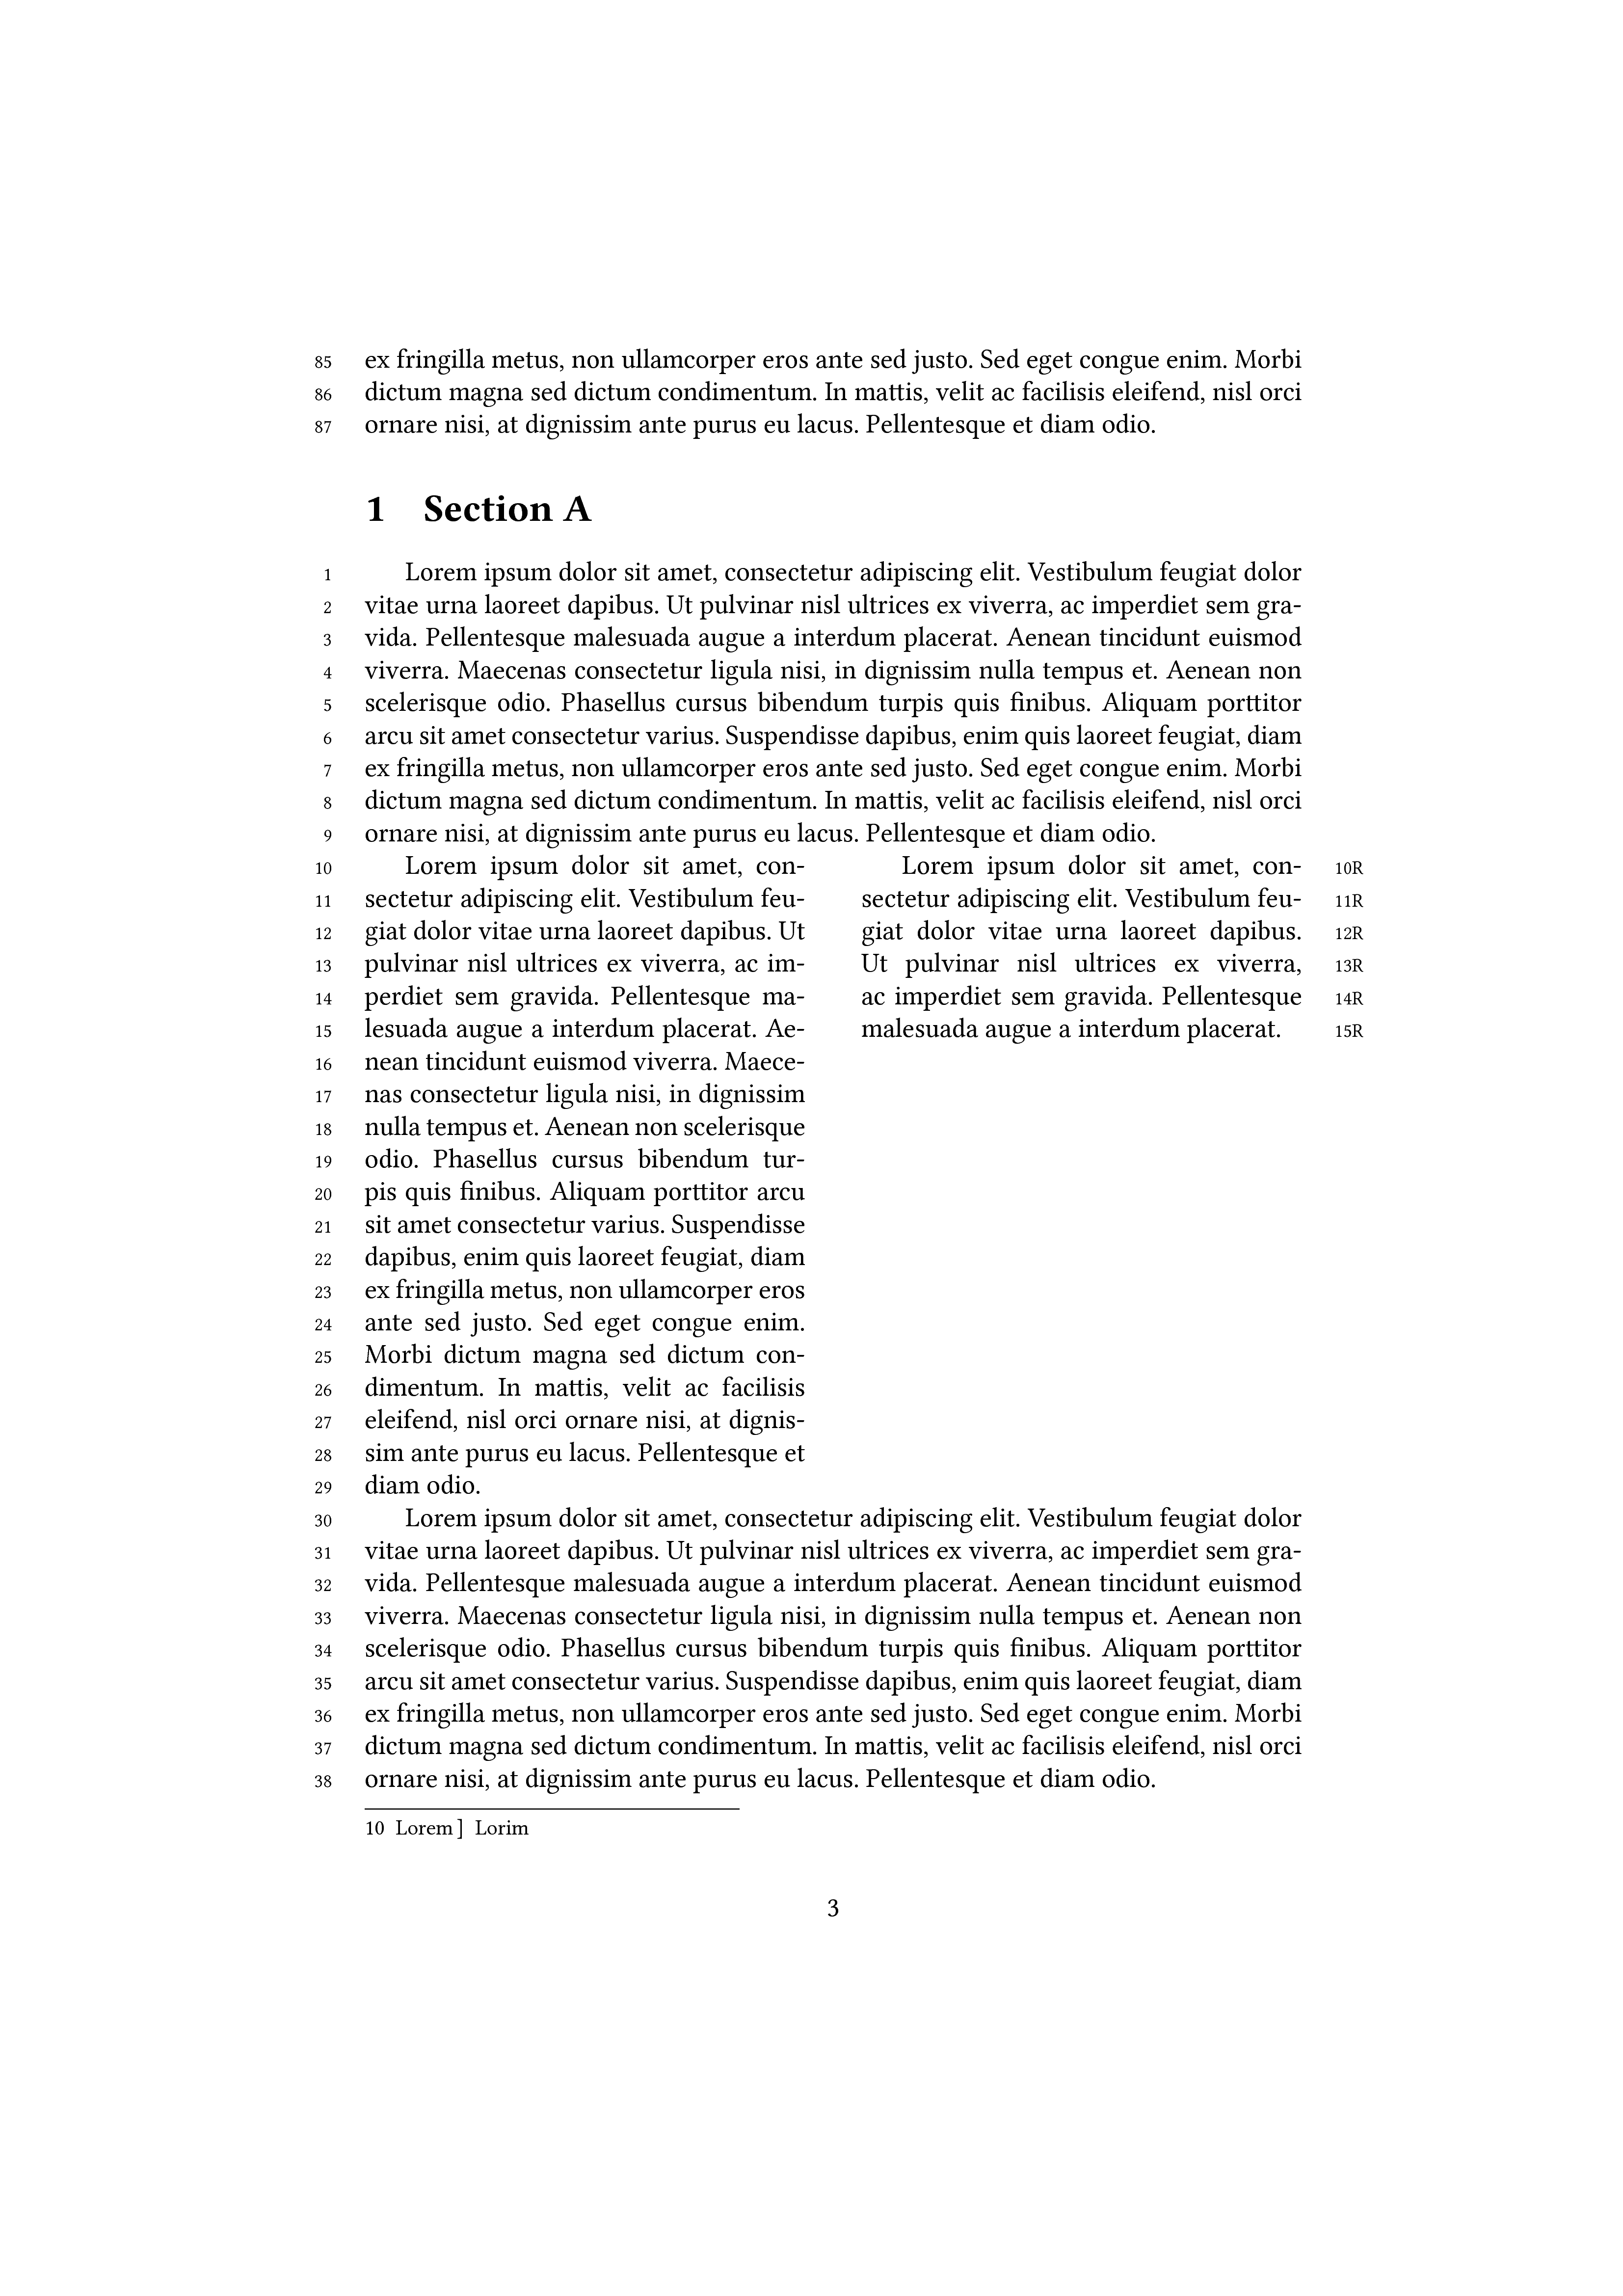 85 ex fringilla metus, non ullamcorper eros ante sed justo. Sed eget congue enim. Morbi
86 dictum magna sed dictum condimentum. In mattis, velit ac facilisis eleifend, nisl orci
87 ornare nisi, at dignissim ante purus eu lacus. Pellentesque et diam odio.
1 Section A
1 Lorem ipsum dolor sit amet, consectetur adipiscing elit. Vestibulum feugiat dolor
2 vitae urna laoreet dapibus. Ut pulvinar nisl ultrices ex viverra, ac imperdiet sem gra-
3 vida. Pellentesque malesuada augue a interdum placerat. Aenean tincidunt euismod
4 viverra. Maecenas consectetur ligula nisi, in dignissim nulla tempus et. Aenean non
5 scelerisque odio. Phasellus cursus bibendum turpis quis finibus. Aliquam porttitor
6 arcu sit amet consectetur varius. Suspendisse dapibus, enim quis laoreet feugiat, diam
7 ex fringilla metus, non ullamcorper eros ante sed justo. Sed eget congue enim. Morbi
8 dictum magna sed dictum condimentum. In mattis, velit ac facilisis eleifend, nisl orci
9 ornare nisi, at dignissim ante purus eu lacus. Pellentesque et diam odio.
10 Lorem ipsum dolor sit amet, con-
11 sectetur adipiscing elit. Vestibulum feu-
12 giat dolor vitae urna laoreet dapibus. Ut
13 pulvinar nisl ultrices ex viverra, ac im-
14 perdiet sem gravida. Pellentesque ma-
15 lesuada augue a interdum placerat. Ae-
16 nean tincidunt euismod viverra. Maece-
17 nas consectetur ligula nisi, in dignissim
18 nulla tempus et. Aenean non scelerisque
19 odio. Phasellus cursus bibendum tur-
20 pis quis finibus. Aliquam porttitor arcu
21 sit amet consectetur varius. Suspendisse
22 dapibus, enim quis laoreet feugiat, diam
23 ex fringilla metus, non ullamcorper eros
24 ante sed justo. Sed eget congue enim.
25 Morbi dictum magna sed dictum con-
26 dimentum. In mattis, velit ac facilisis
27 eleifend, nisl orci ornare nisi, at dignis-
28 sim ante purus eu lacus. Pellentesque et
29 diam odio.
Lorem ipsum dolor sit amet, con- 10R
sectetur adipiscing elit. Vestibulum feu- 11R
giat dolor vitae urna laoreet dapibus. 12R
Ut pulvinar nisl ultrices ex viverra, 13R
ac imperdiet sem gravida. Pellentesque 14R
malesuada augue a interdum placerat. 15R
30 Lorem ipsum dolor sit amet, consectetur adipiscing elit. Vestibulum feugiat dolor
31 vitae urna laoreet dapibus. Ut pulvinar nisl ultrices ex viverra, ac imperdiet sem gra-
32 vida. Pellentesque malesuada augue a interdum placerat. Aenean tincidunt euismod
33 viverra. Maecenas consectetur ligula nisi, in dignissim nulla tempus et. Aenean non
34 scelerisque odio. Phasellus cursus bibendum turpis quis finibus. Aliquam porttitor
35 arcu sit amet consectetur varius. Suspendisse dapibus, enim quis laoreet feugiat, diam
36 ex fringilla metus, non ullamcorper eros ante sed justo. Sed eget congue enim. Morbi
37 dictum magna sed dictum condimentum. In mattis, velit ac facilisis eleifend, nisl orci
38 ornare nisi, at dignissim ante purus eu lacus. Pellentesque et diam odio.
10 Lorem] Lorim
3